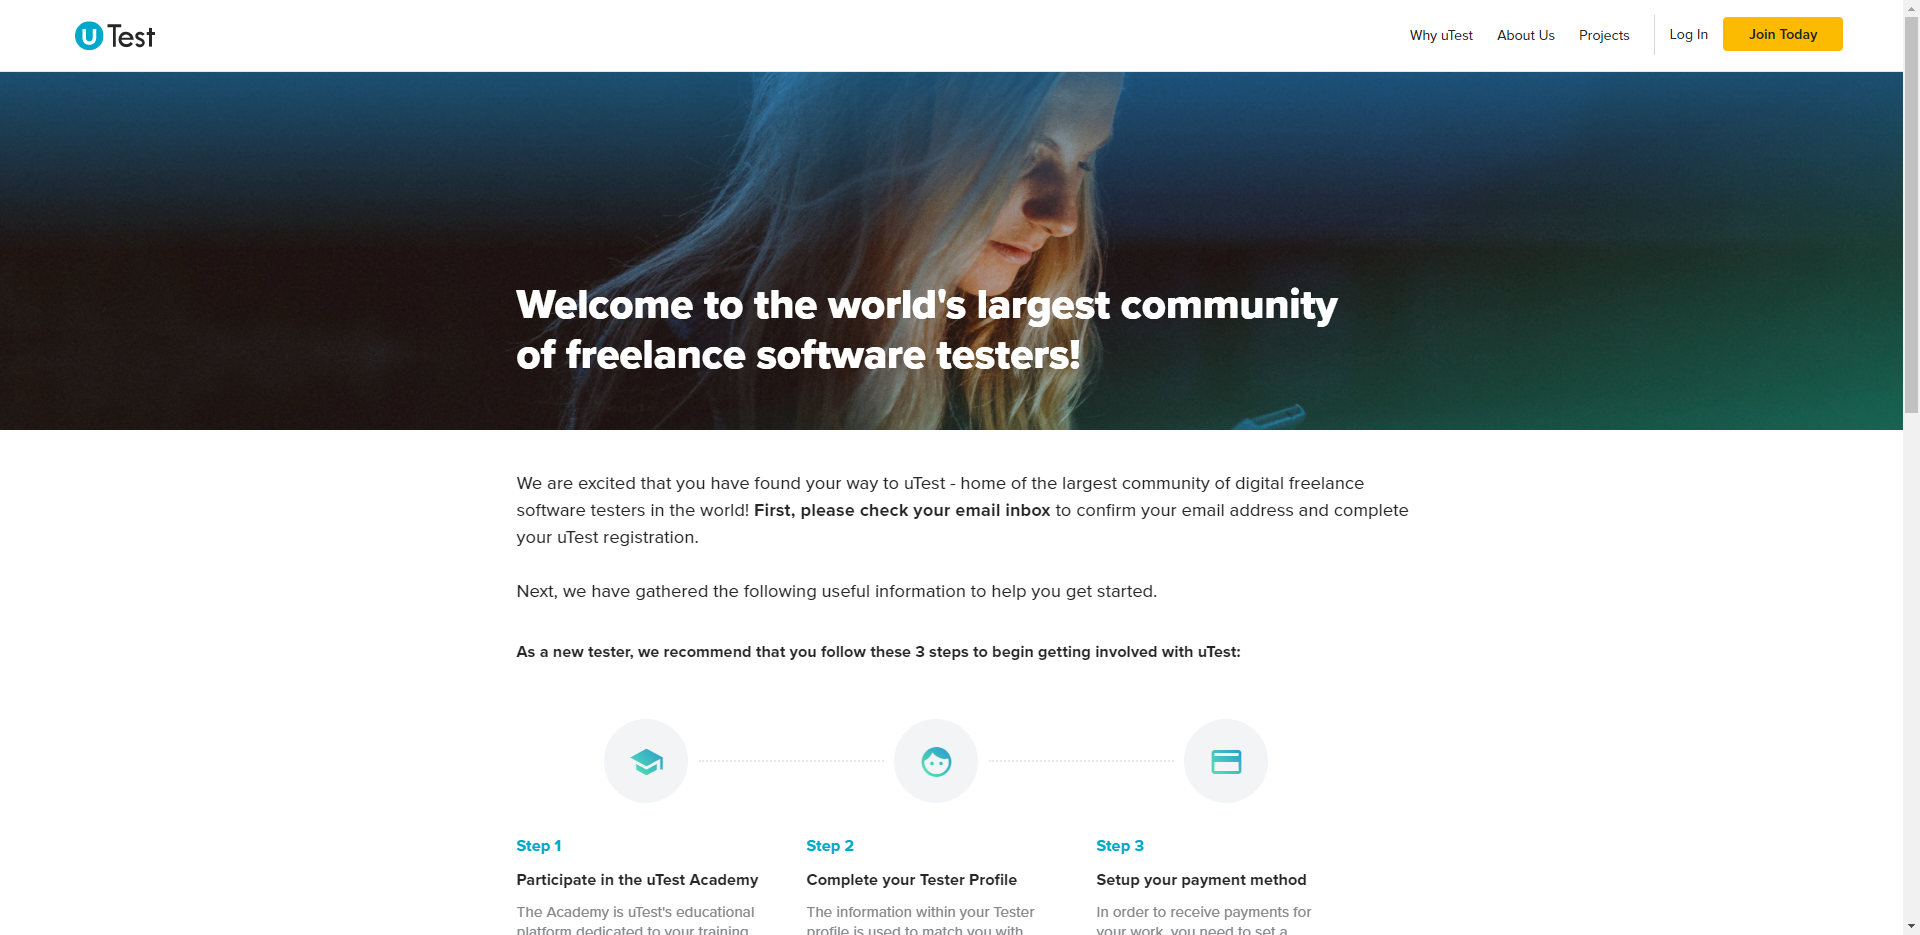 uTest
Why uTest
About Us
Projects
Log In
Join Today
Welcome to the world's largest community
of freelance software testers!
We are excited that you have found your way to uTest - home of the largest community of digital freelance
software testers in the world! First, please check your email inbox to confirm your email address and complete
your uTest registration.
Next, we have gathered the following useful information to help you get started.
As a new tester, we recommend that you follow these 3 steps to begin getting involved with uTest:
Step 1
Participate in the uTest Academy
The Academy is uTest's educational
platform dedicated to your training
Step 2
Complete your Tester Profile
The information within your Tester
profile is used to match you with
Step 3
Setup your payment method
In order to receive payments for
your work, you need to set a